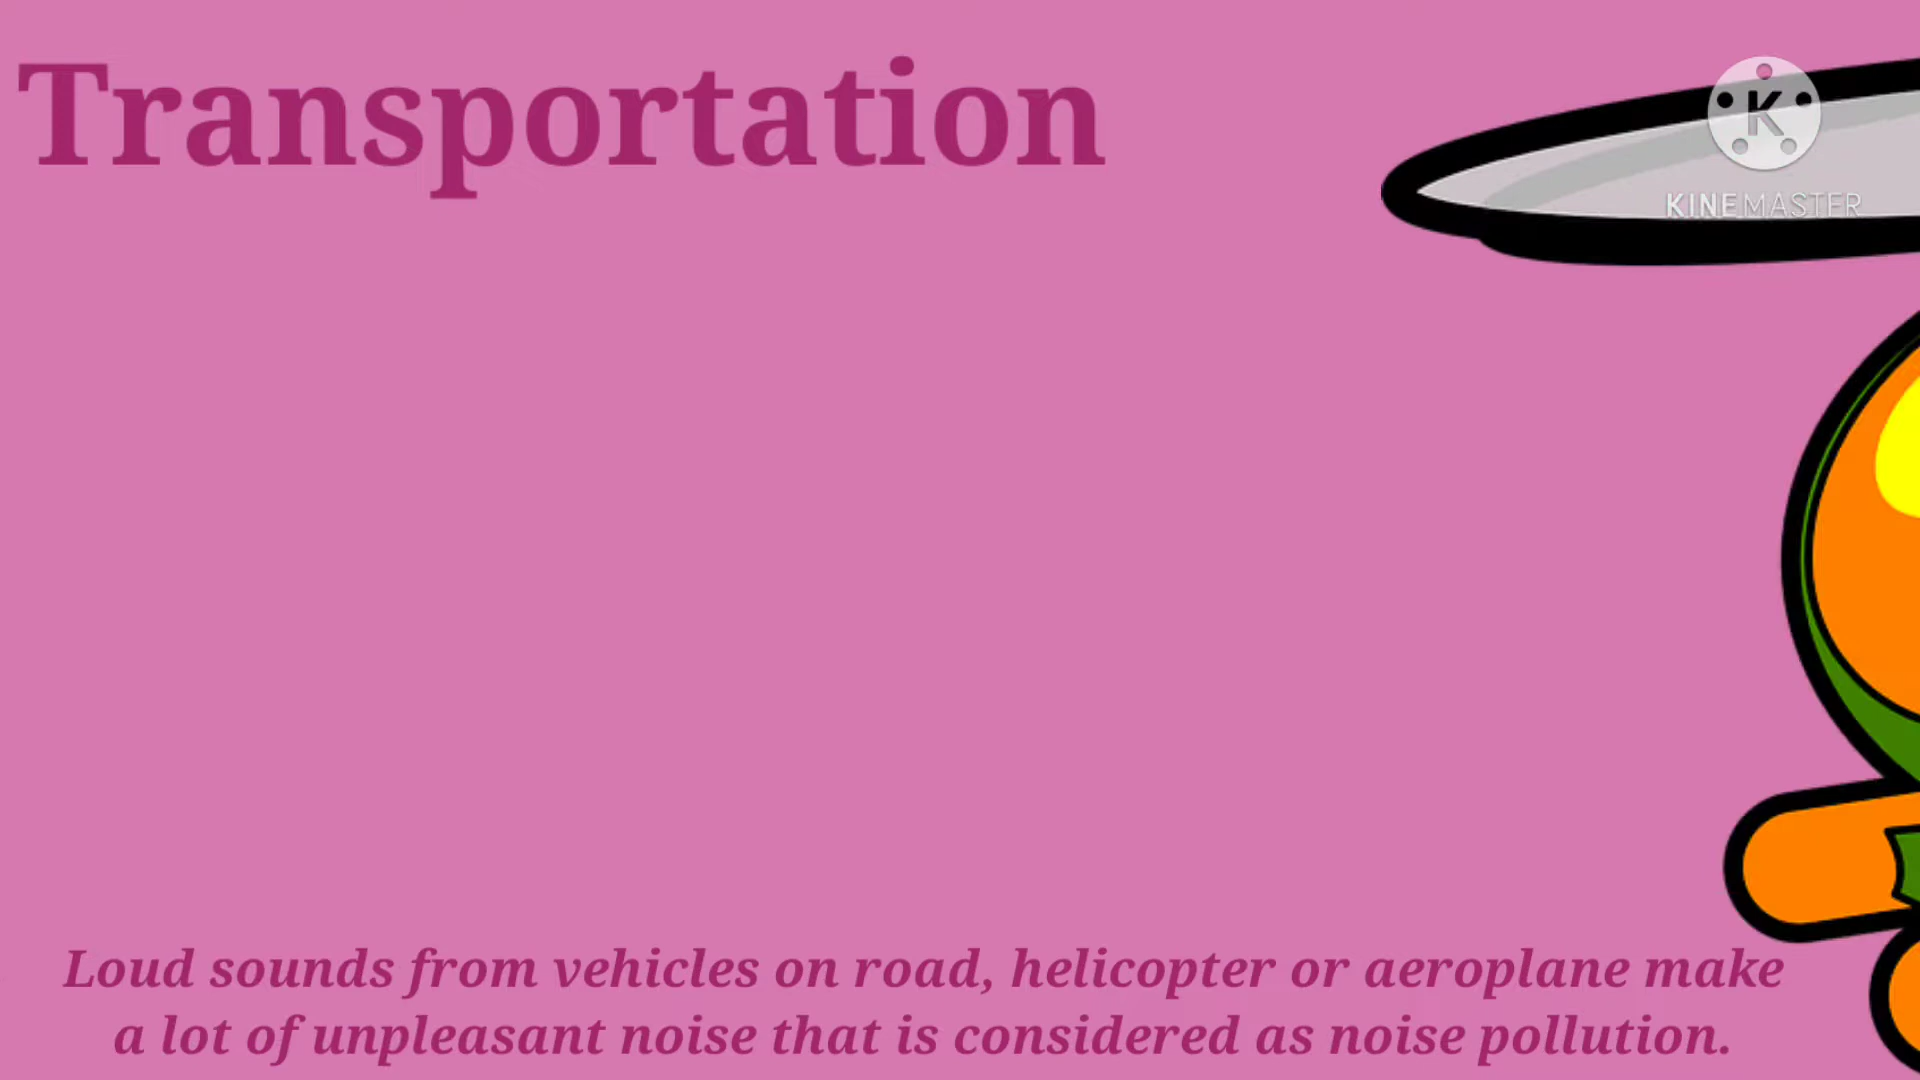 Transportation
K
KINEMASTER
Loud sounds from vehicles on road, helicopter or aeroplane make
a lot of unpleasant noise that is considered as noise pollution.